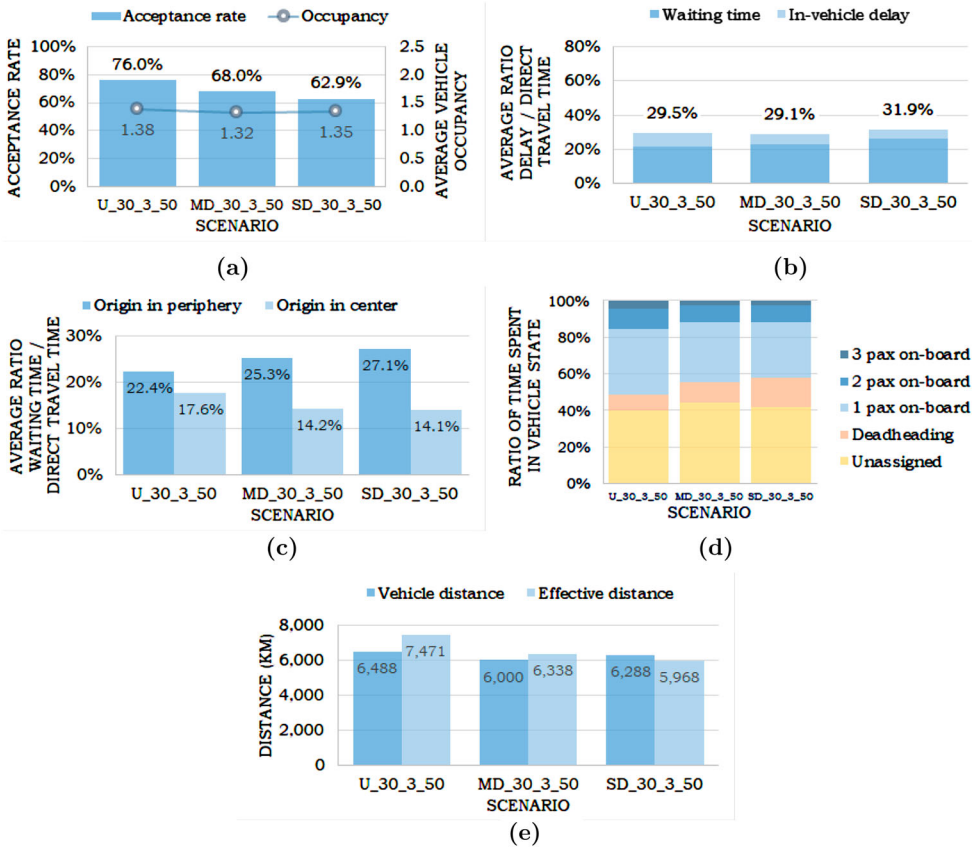 Acceptance rate Occupancy
ACCEPTANCE RATE
100%
80%
60%
40%
20%
0%
76.0% 68.0% 62.9%
1.38 1.32 1.35
2.5
2.0
1.5
1.0
0.5
0.0
AVERAGE VEHICLE
OCCUPANCY
U_30_3_50 MD_30_3_50 SD_30_3_50
SCENARIO
(a)
Waiting time In-vehicle delay
AVERAGE RATIO
DELAY / DIRECT
TRAVEL TIME
80%
60%
40%
20%
0%
29.5% 29.1% 31.9%
U_30_3_50 MD_30_3_50 SD_30_3_50
SCENARIO
(b)
Origin in periphery Origin in center
AVERAGE RATIO
WAITING TIME /
DIRECT TRAVEL TIME
30%
20%
10%
0%
22.4% 17.6% 25.3% 14.2% 27.1% 14.1%
U_30_3_50 MD_30_3_50 SD_30_3_50
SCENARIO
(c)
RATIO OF TIME SPENT
IN VEHICLE STATE
100%
80%
60%
40%
20%
0%
U_30_3_50 MD_30_3_50 SD_30_3_50
SCENARIO
3 pax on-board
2 pax on-board
1 pax on-board
Deadheading
Unassigned
(d)
Vehicle distance Effective distance
DISTANCE (KM)
8,000
6,000
4,000
2,000
0
6,488 7,471 6,000 6,338 6,288 5,968
U_30_3_50 MD_30_3_50 SD_30_3_50
SCENARIO
(e)